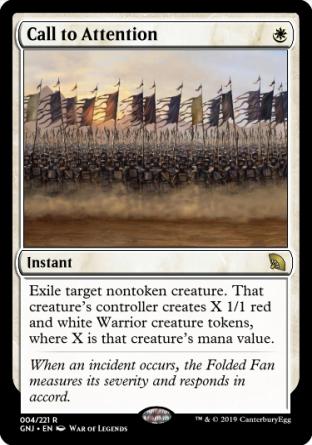 Call to Attention
Instant
Exile target nontoken creature. That
creature's controller creates X 1/1 red
and white Warrior creature tokens,
where X is that creature's mana value.
When an incident occurs, the Folded Fan
measures its severity and responds in
accord.
004/221 R
GNJ • EN WAR OF LEGENDS
™ & © 2019 CanterburyEgg